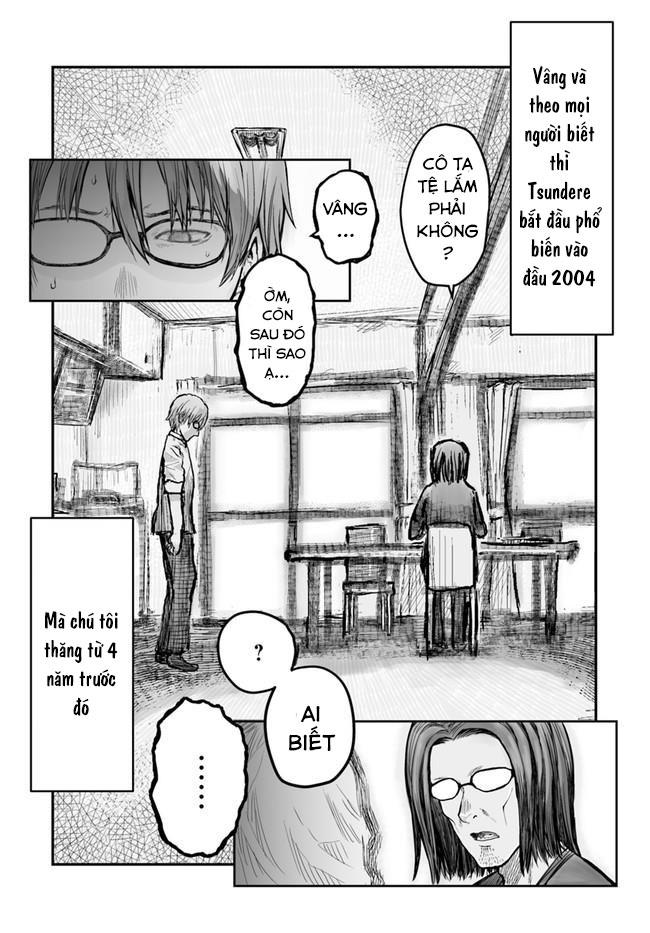 Vâng và
theo mọi
người biết
thì
Tsundere
bắt đầu phổ
biến vào
đầu 2004
CÔ TA
TỆ LẮM
PHẢI
KHÔNG
?
VÂNG
...
ỜM,
CÒN
SAU ĐÓ
THÌ SAO
Ạ...
Mà chú tôi
thăng từ 4
năm trước
đó
?
AI
BIẾT
.....